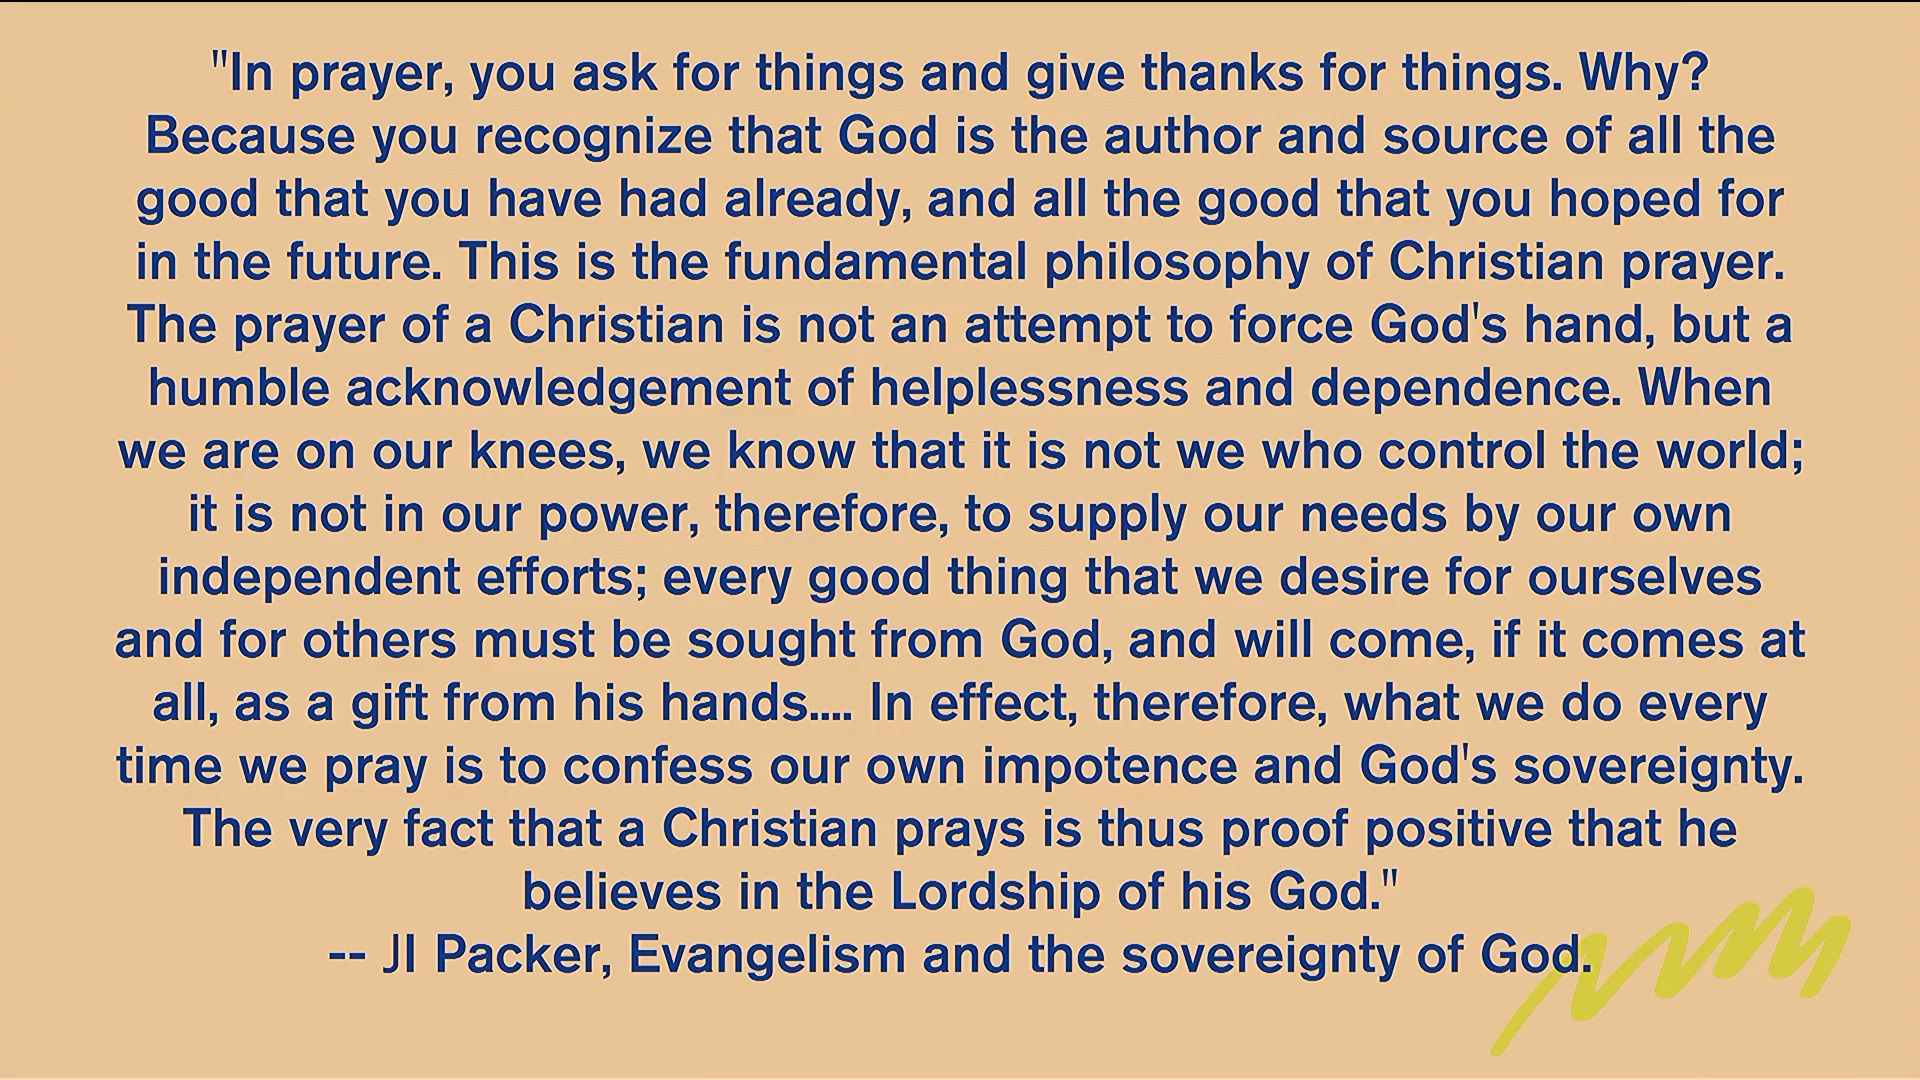 "In prayer, you ask for things and give thanks for things. Why?
Because you recognize that God is the author and source of all the
good that you have had already, and all the good that you hoped for
in the future. This is the fundamental philosophy of Christian prayer.
The prayer of a Christian is not an attempt to force God's hand, but a
humble acknowledgement of helplessness and dependence. When
we are on our knees, we know that it is not we who control the world;
it is not in our power, therefore, to supply our needs by our own
independent efforts; every good thing that we desire for ourselves
and for others must be sought from God, and will come, if it comes at
all, as a gift from his hands.... In effect, therefore, what we do every
time we pray is to confess our own impotence and God's sovereignty.
The very fact that a Christian prays is thus proof positive that he
believes in the Lordship of his God."
-- JI Packer, Evangelism and the sovereignty of God.